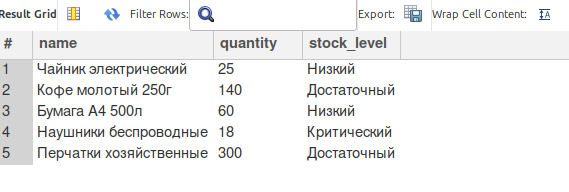 Result Grid Filter Rows: Export: Wrap Cell Content: IA
# name quantity stock_level
1 Чайник электрический 25 Низкий
2 Кофе молотый 250г 140 Достаточный
3 Бумага А4 500л 60 Низкий
4 Наушники беспроводные 18 Критический
5 Перчатки хозяйственные 300 Достаточный